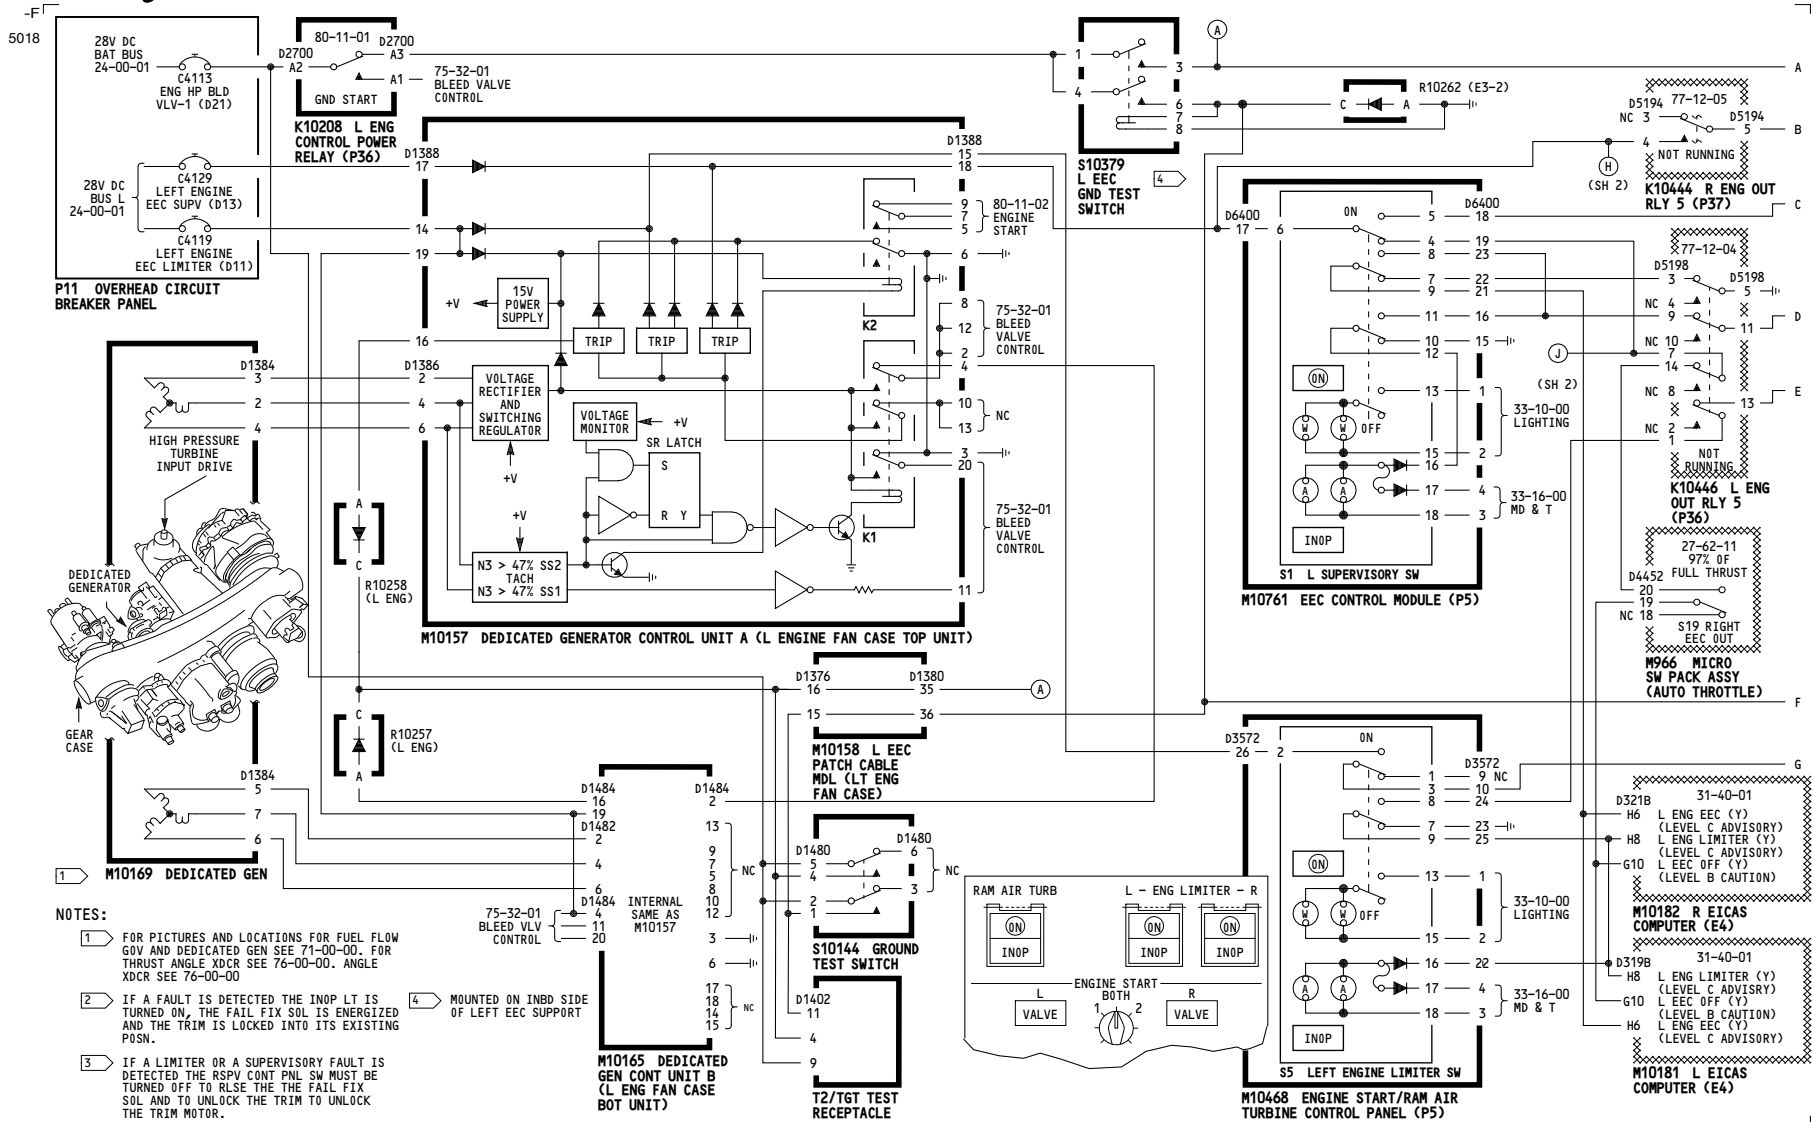 -F
5018
28V DC
BAT BUS
24-00-01
C4113
ENG HP BLD
VLV-1 (D21)
28V DC
BUS L
24-00-01
C4129
LEFT ENGINE
EEC SUPV (D13)
C4119
LEFT ENGINE
EEC LIMITER (D11)
P11 OVERHEAD CIRCUIT
BREAKER PANEL
D2700
A2
80-11-01
D2700
A3
A1
GND START
K10208 L ENG
CONTROL POWER
RELAY (P36)
75-32-01
BLEED VALVE
CONTROL
D1388
17
14
19
16
D1386
2
4
6
+V
15V
POWER
SUPPLY
TRIP
TRIP
TRIP
VOLTAGE
RECTIFIER
AND
SWITCHING
REGULATOR
+V
VOLTAGE
MONITOR
+V
SR LATCH
S
R Y
+V
N3 > 47% SS2
TACH
N3 > 47% SS1
K2
K1
D1388
15
18
9
7
5
80-11-02
ENGINE
START
6
8
12
2
75-32-01
BLEED
VALVE
CONTROL
4
10
13
NC
3
20
11
75-32-01
BLEED
VALVE
CONTROL
M10157 DEDICATED GENERATOR CONTROL UNIT A (L ENGINE FAN CASE TOP UNIT)
1
4
3
6
7
8
S10379
L EEC
GND TEST
SWITCH
4
A
R10262 (E3-2)
C
A
A
B
C
D
E
F
G
D5194
NC 3
77-12-05
D5194
5
4
NOT RUNNING
K10444 R ENG OUT
RLY 5 (P37)
H
(SH 2)
D6400
17
6
ON
5
D6400
18
4
19
8
23
7
22
9
21
11
16
10
15
12
ON
13
1
W
W
OFF
33-10-00
LIGHTING
15
2
16
A
A
17
4
33-16-00
MD & T
18
3
INOP
S1 L SUPERVISORY SW
M10761 EEC CONTROL MODULE (P5)
J
(SH 2)
77-12-04
D5198
3
D5198
5
NC 4
9
11
NC 10
7
14
NC 8
13
NC 2
1
NOT
RUNNING
K10446 L ENG
OUT RLY 5
(P36)
27-62-11
97% OF
FULL THRUST
D4452
20
19
NC 18
S19 RIGHT
EEC OUT
M966 MICRO
SW PACK ASSY
(AUTO THROTTLE)
D1384
3
2
4
HIGH PRESSURE
TURBINE
INPUT DRIVE
DEDICATED
GENERATOR
GEAR
CASE
D1384
5
7
6
1
M10169 DEDICATED GEN
A
C
R10258
(L ENG)
C
A
R10257
(L ENG)
D1376
16
D1380
35
15
36
A
M10158 L EEC
PATCH CABLE
MDL (LT ENG
FAN CASE)
D1484
16
19
D1482
2
4
6
D1484
4
11
20
75-32-01
BLEED VLV
CONTROL
INTERNAL
SAME AS
M10157
D1484
2
13
9
7
5
8
10
12
NC
3
6
17
18
14
15
NC
M10165 DEDICATED
GEN CONT UNIT B
(L ENG FAN CASE
BOT UNIT)
D1480
5
4
2
1
D1480
6
3
NC
S10144 GROUND
TEST SWITCH
D1402
11
4
9
T2/TGT TEST
RECEPTACLE
RAM AIR TURB
L - ENG LIMITER - R
ON
INOP
ON
INOP
ON
INOP
ENGINE START
L
VALVE
BOTH
1
2
R
VALVE
D3572
26
2
ON
D3572
1
9 NC
3
10
8
24
7
23
9
25
ON
13
1
W
W
OFF
33-10-00
LIGHTING
15
2
16
22
A
A
17
4
33-16-00
MD & T
18
3
INOP
S5 LEFT ENGINE LIMITER SW
M10468 ENGINE START/RAM AIR
TURBINE CONTROL PANEL (P5)
31-40-01
D321B
H6
L ENG EEC (Y)
(LEVEL C ADVISORY)
H8
L ENG LIMITER (Y)
(LEVEL C ADVISORY)
G10
L EEC OFF (Y)
(LEVEL B CAUTION)
M10182 R EICAS
COMPUTER (E4)
31-40-01
D319B
H8
L ENG LIMITER (Y)
(LEVEL C ADVISORY)
G10
L EEC OFF (Y)
(LEVEL B CAUTION)
H6
L ENG EEC (Y)
(LEVEL C ADVISORY)
M10181 L EICAS
COMPUTER (E4)
NOTES:
1
FOR PICTURES AND LOCATIONS FOR FUEL FLOW
GOV AND DEDICATED GEN SEE 71-00-00. FOR
THRUST ANGLE XDCR SEE 76-00-00. ANGLE
XDCR SEE 76-00-00
2
IF A FAULT IS DETECTED THE INOP LT IS
TURNED ON, THE FAIL FIX SOL IS ENERGIZED
AND THE TRIM IS LOCKED INTO ITS EXISTING
POSN.
3
IF A LIMITER OR A SUPERVISORY FAULT IS
DETECTED THE RSPV CONT PNL SW MUST BE
TURNED OFF TO RLSE THE THE FAIL FIX
SOL AND TO UNLOCK THE TRIM TO UNLOCK
THE TRIM MOTOR.
4
MOUNTED ON INBD SIDE
OF LEFT EEC SUPPORT